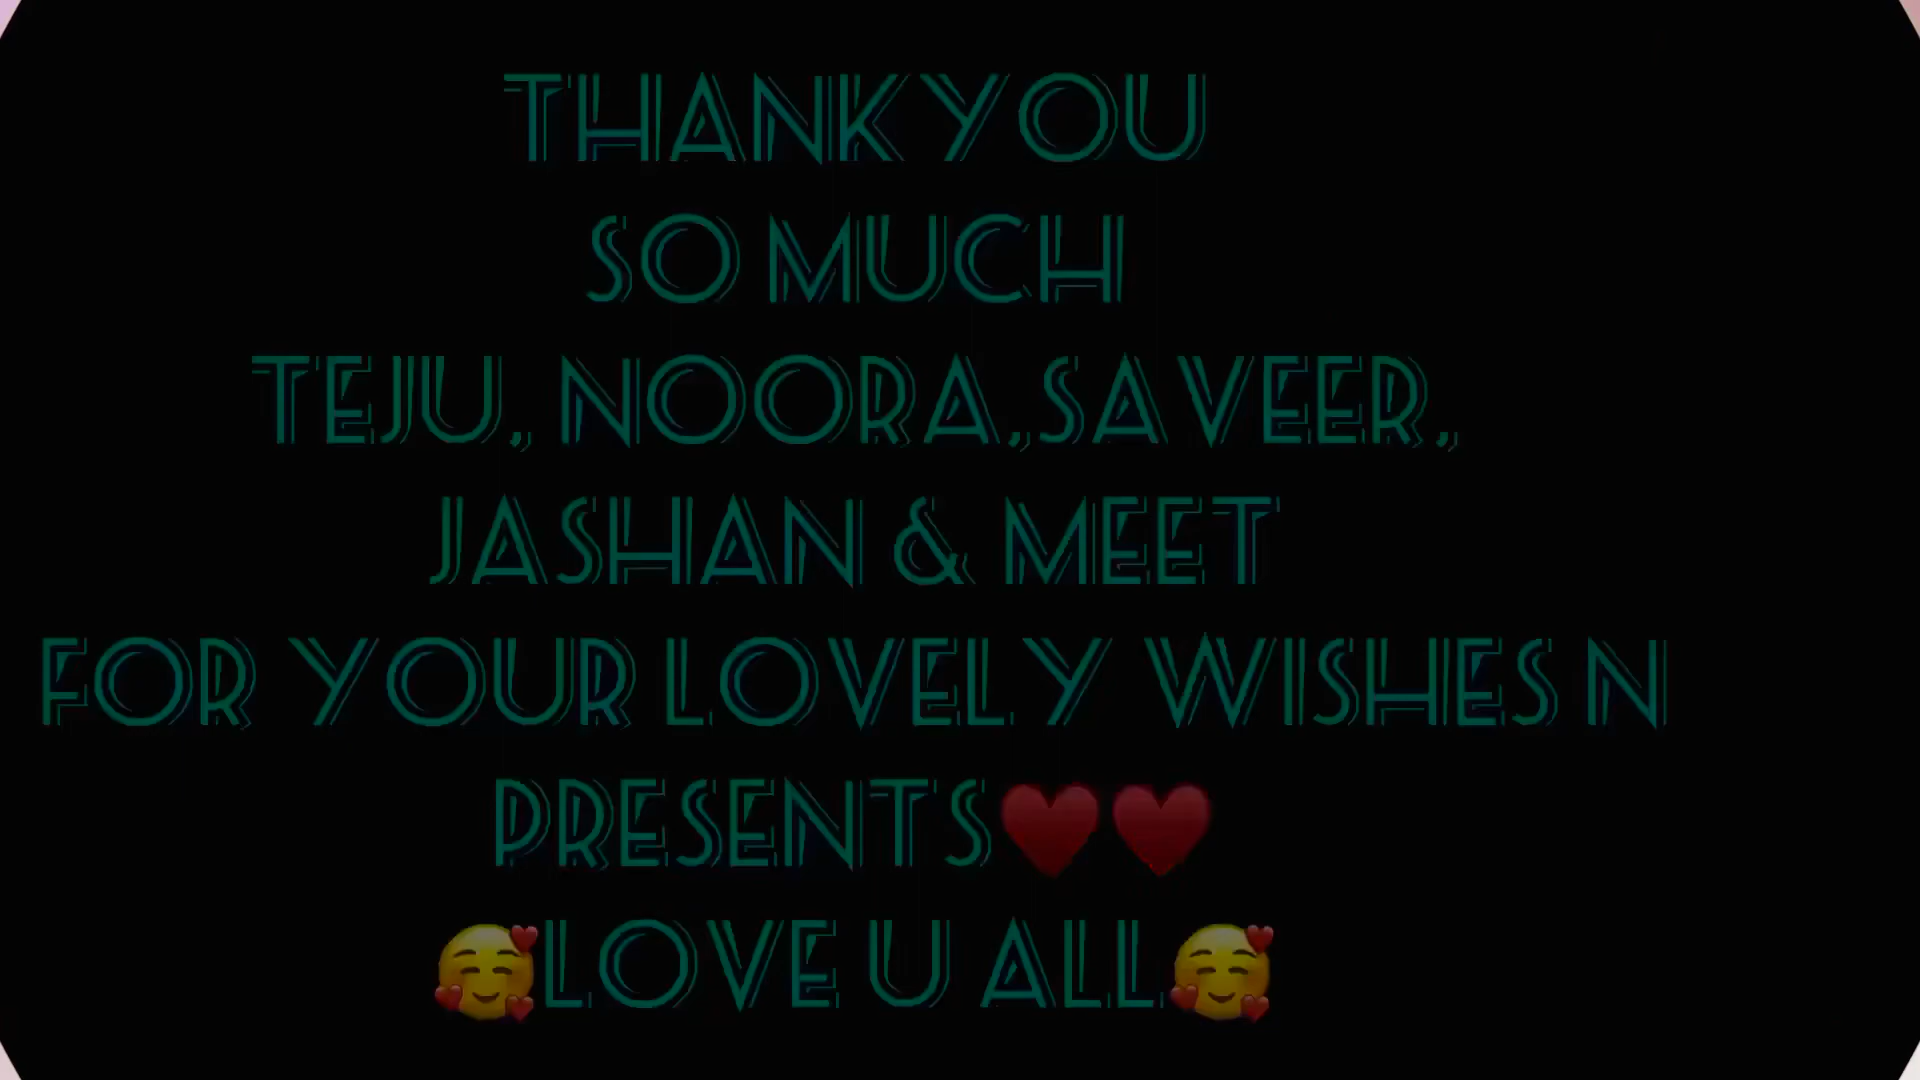 THANKYOU
SO MUCH
TEJU, NOORA,,SAVEER,,
JASHAN & MEET
FOR YOUR LOVELY WISHES N
PRESENTS♥️♥️
🥰LOVE U ALL🥰